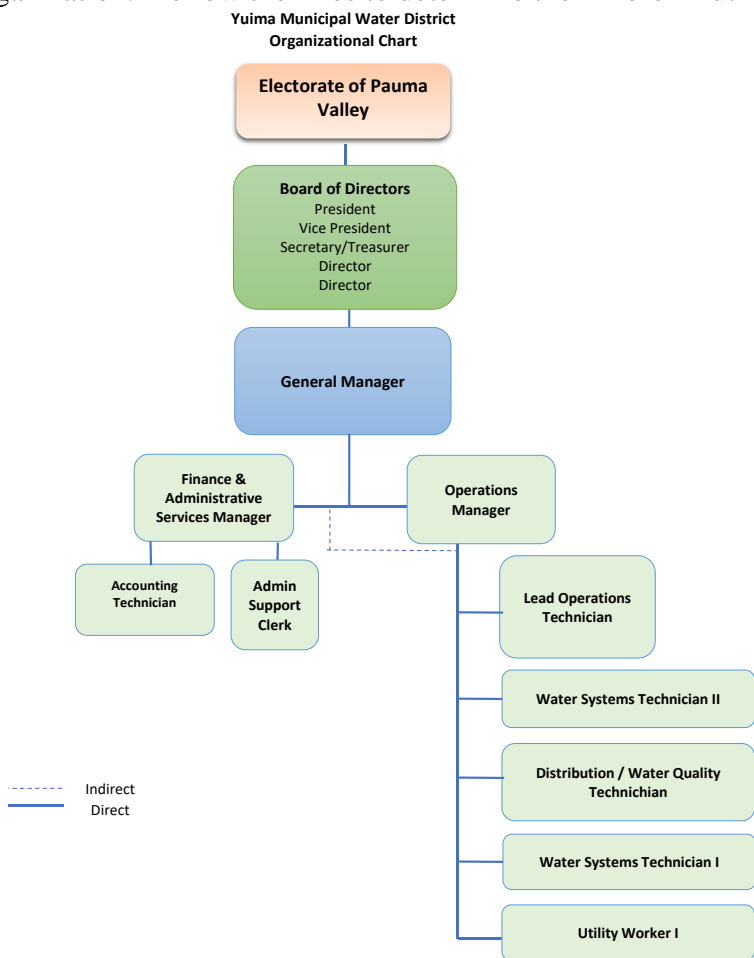 Yuima Municipal Water District
Organizational Chart
Electorate of Pauma
Valley
Board of Directors
President
Vice President
Secretary/Treasurer
Director
Director
General Manager
Finance &
Administrative
Services Manager
Operations
Manager
Accounting
Technician
Admin
Support
Clerk
Lead Operations
Technician
Water Systems Technician II
Distribution / Water Quality
Technichian
Indirect
Direct
Water Systems Technician I
Utility Worker I